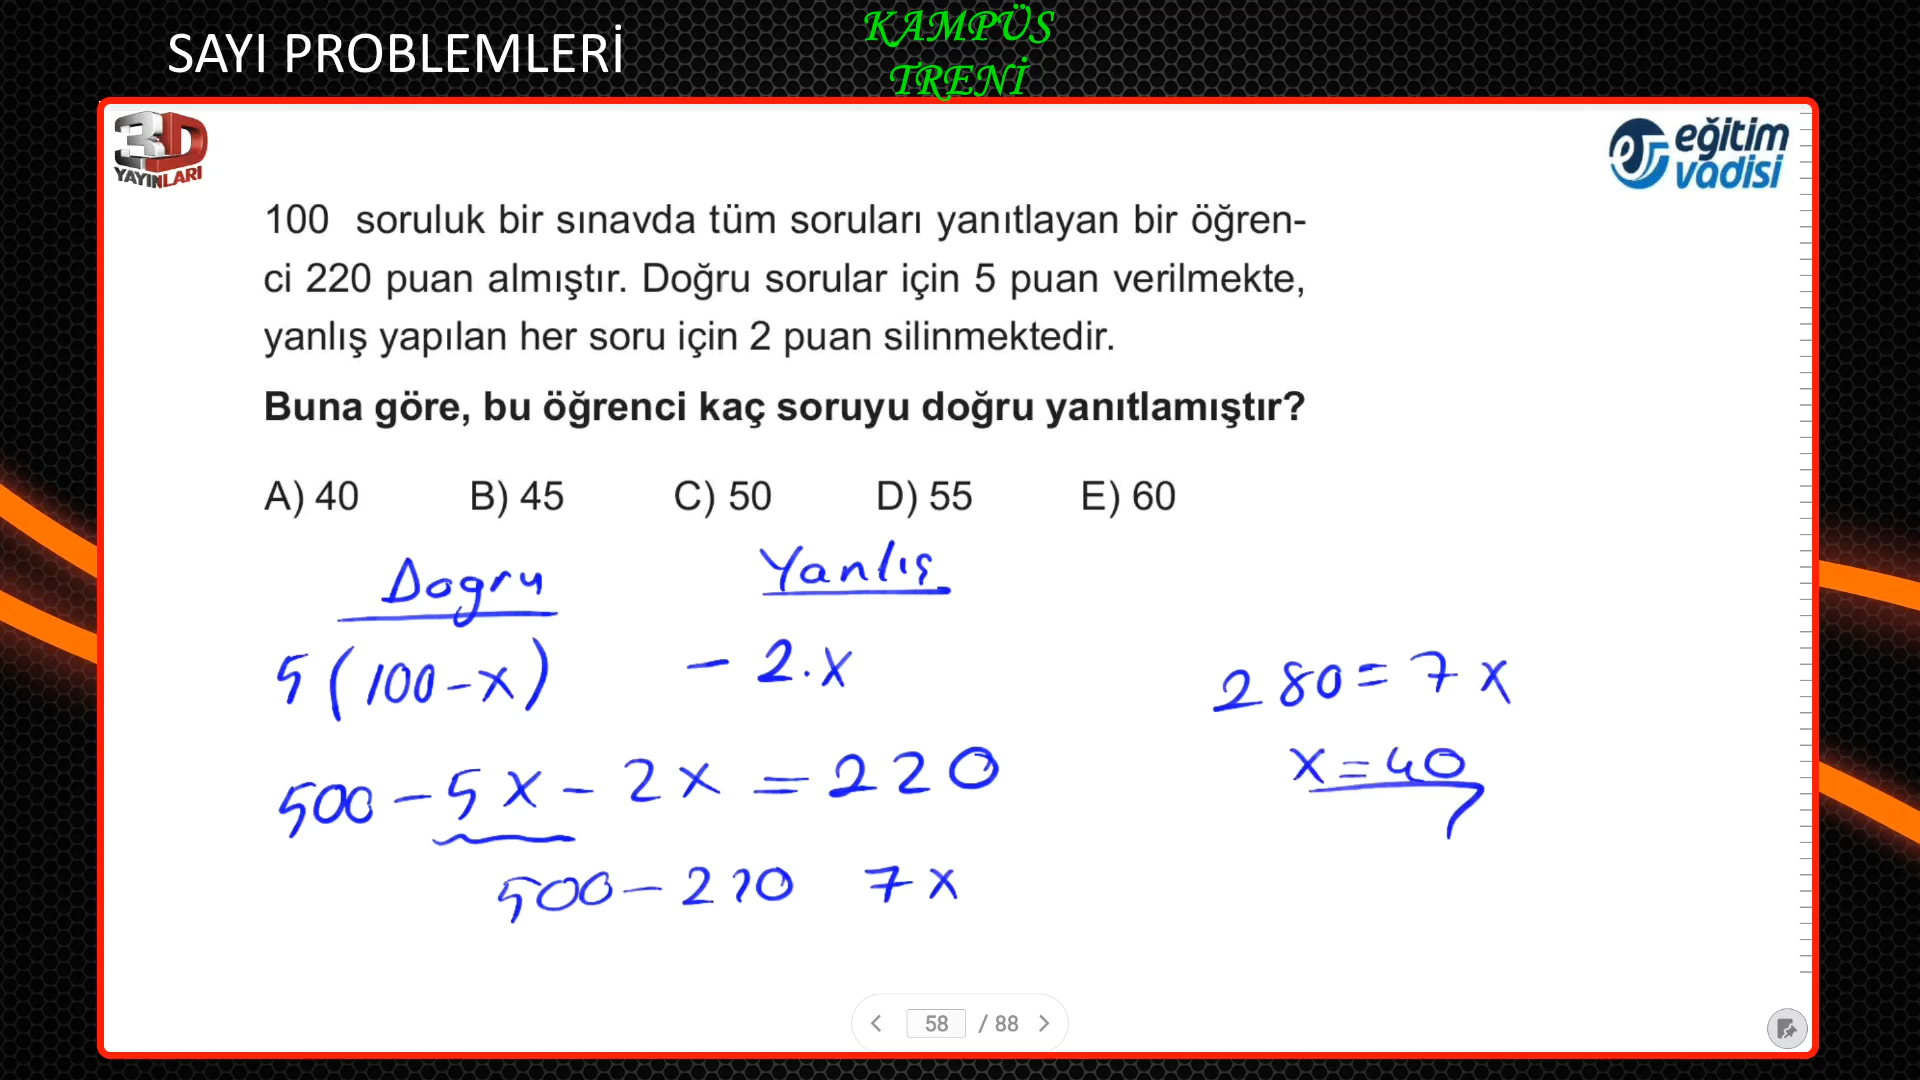 SAYI PROBLEMLERİ
KAMPÜS
TRENİ
3D
YAYINLARI
eğitim
vadisi
100 soruluk bir sınavda tüm soruları yanıtlayan bir öğren-
ci 220 puan almıştır. Doğru sorular için 5 puan verilmekte,
yanlış yapılan her soru için 2 puan silinmektedir.
Buna göre, bu öğrenci kaç soruyu doğru yanıtlamıştır?
A) 40 B) 45 C) 50 D) 55 E) 60
Dogru Yanlış
5(100-x) - 2.x
500 - 5x - 2x = 220
500 - 220 7x
280 = 7x
x = 40
58 / 88